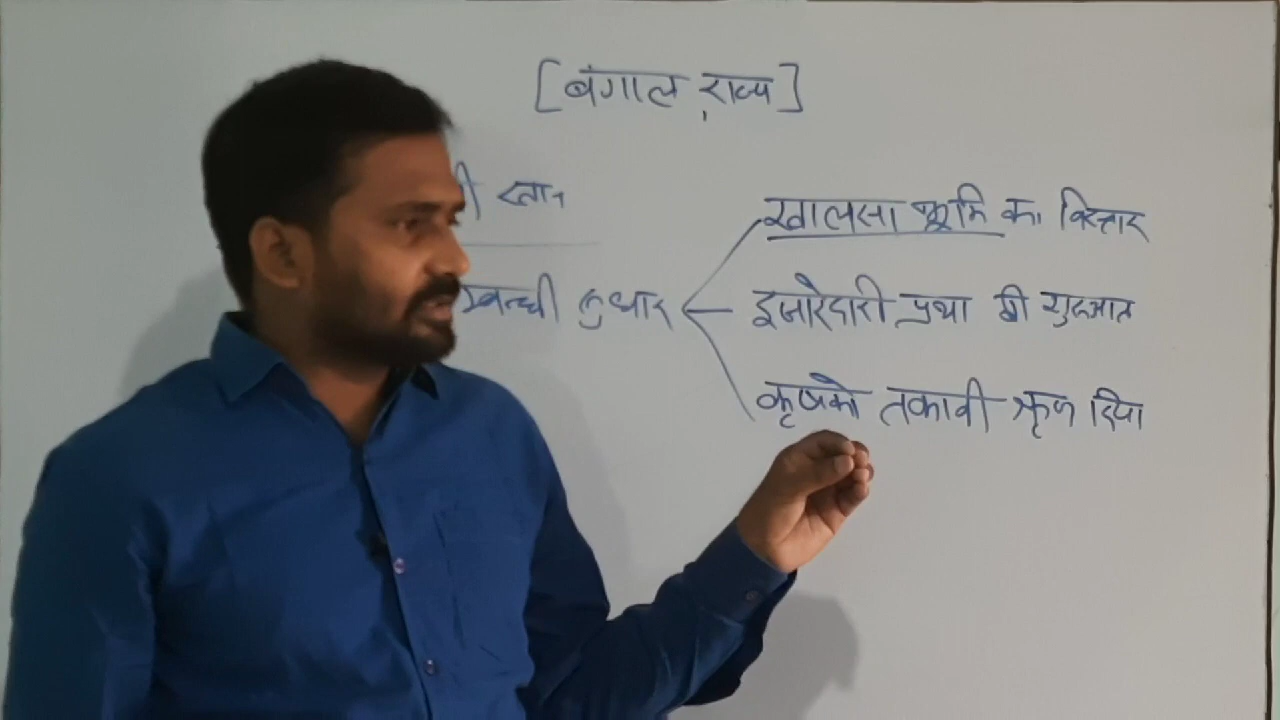 [बंगाल राज्य]
खान
खालसा भूमि का विस्तार
सुधार
इजारेदारी प्रथा की शुरुआत
कृषको तकावी ऋण दिया